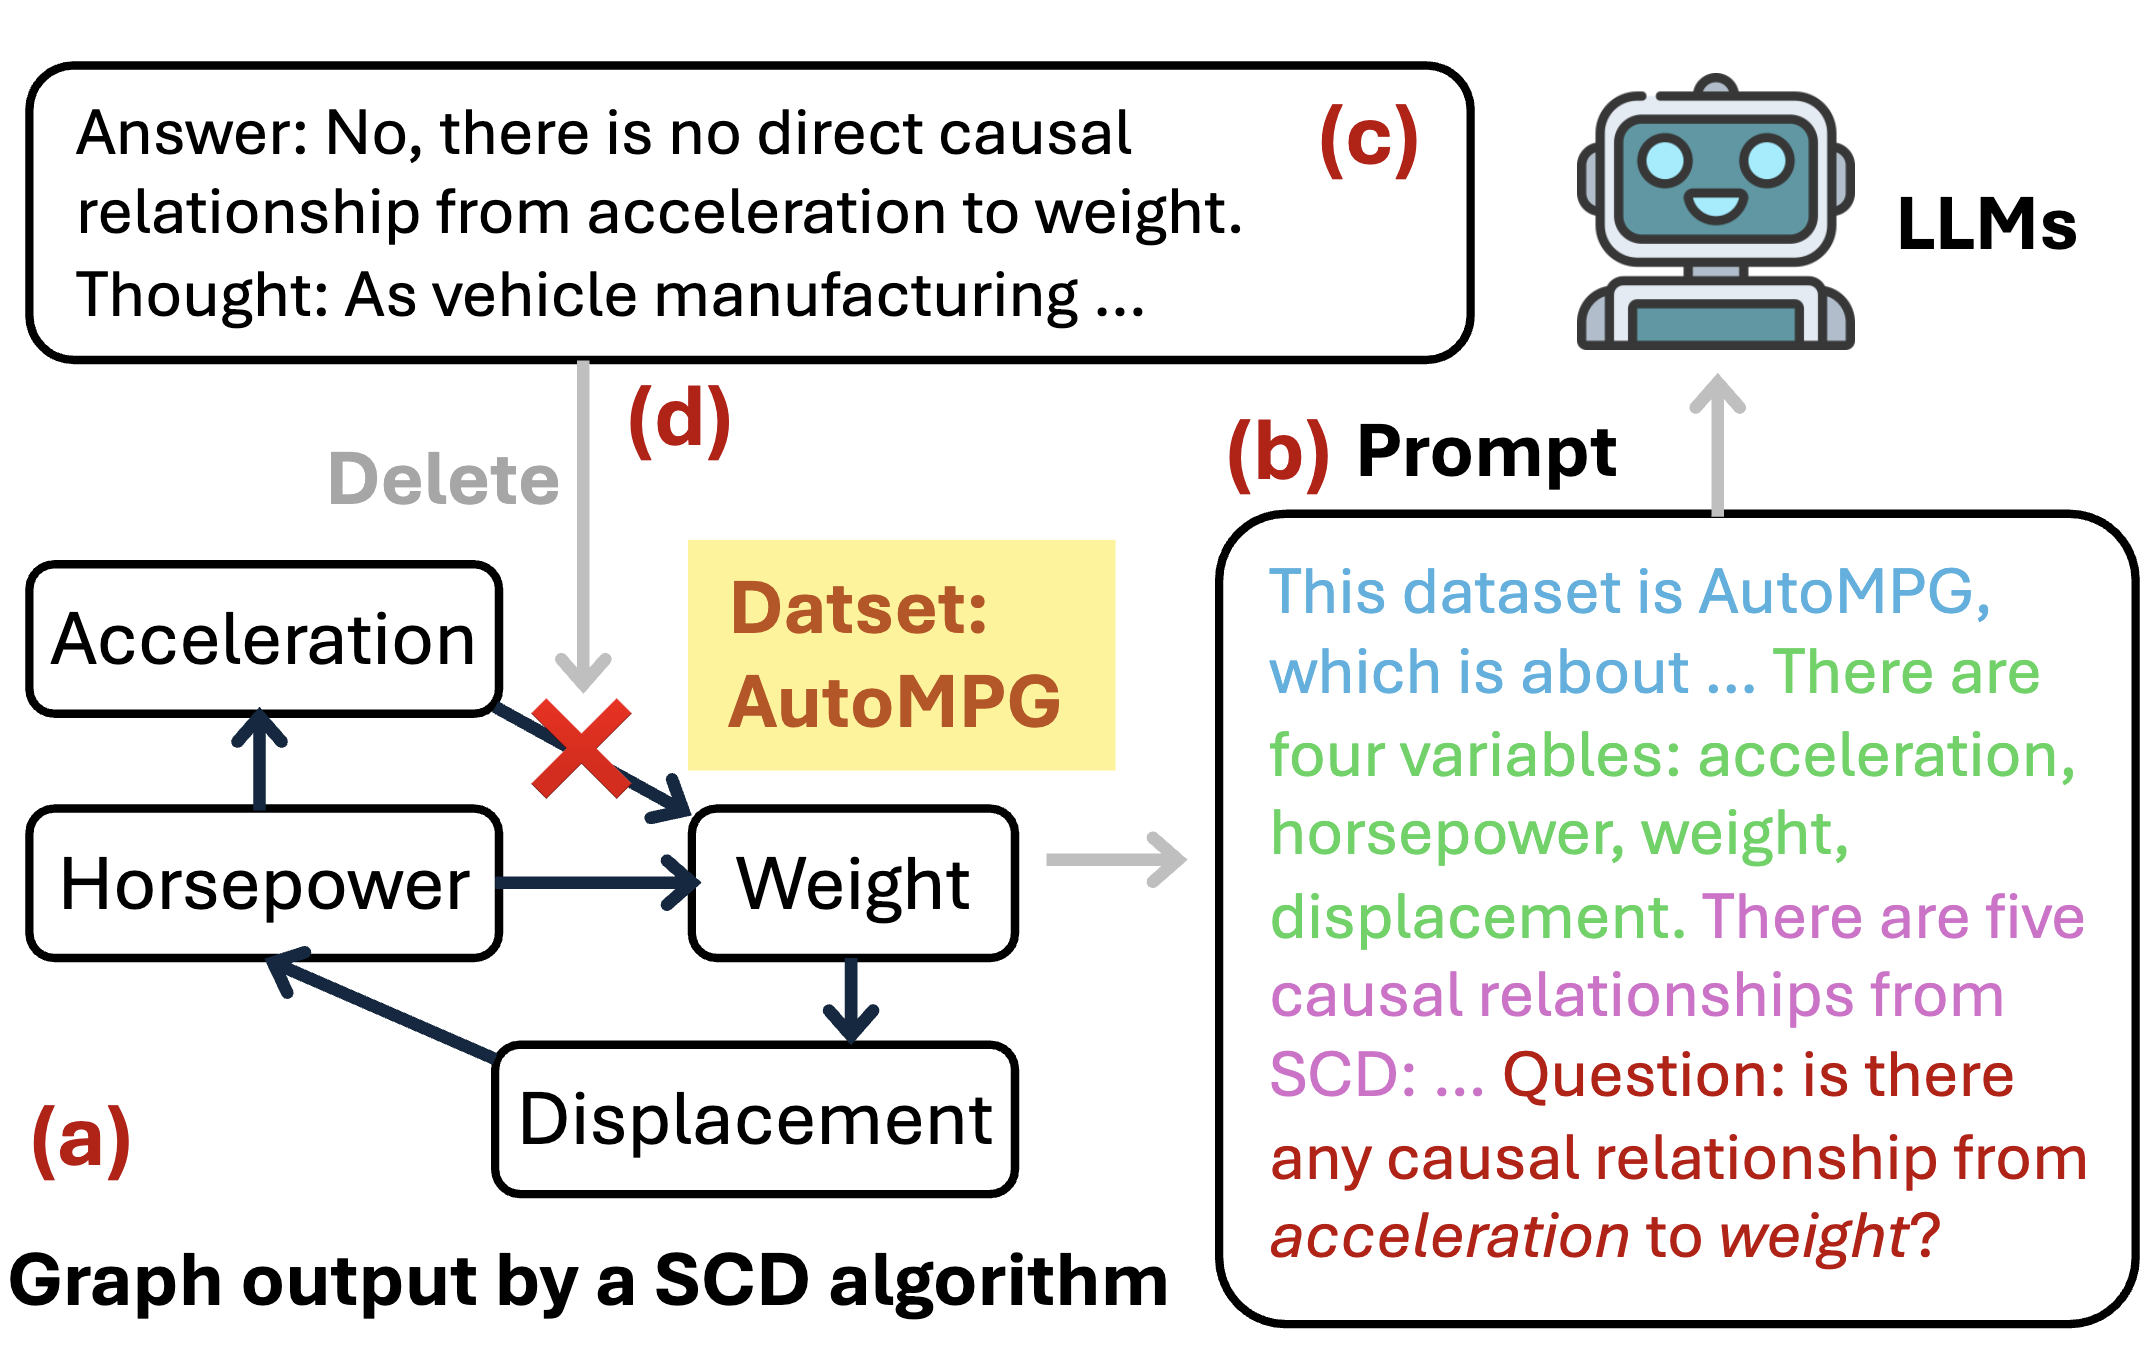 Answer: No, there is no direct causal
relationship from acceleration to weight.
Thought: As vehicle manufacturing ...
(c)
LLMs
(d)
Delete
(b) Prompt
Datset:
AutoMPG
Acceleration
Horsepower
Weight
Displacement
(a)
Graph output by a SCD algorithm
This dataset is AutoMPG,
which is about ... There are
four variables: acceleration,
horsepower, weight,
displacement. There are five
causal relationships from
SCD: ... Question: is there
any causal relationship from
acceleration to weight?